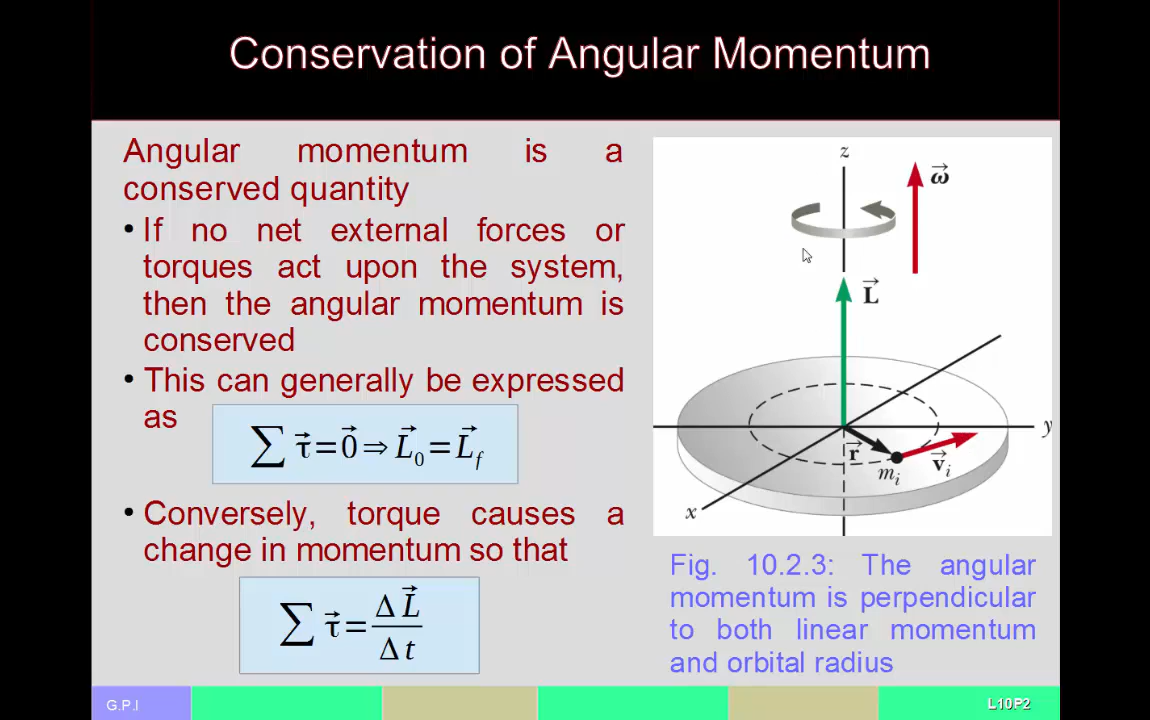 Conservation of Angular Momentum
Angular momentum is a
conserved quantity
• If no net external forces or
torques act upon the system,
then the angular momentum is
conserved
• This can generally be expressed
as
∑ τ⃗ = 0⃗ ⇒ L⃗₀ = L⃗f
• Conversely, torque causes a
change in momentum so that
∑ τ⃗ = ΔL⃗ / Δt
z
ω⃗
L⃗
y
r⃗
v⃗i
mi
x
Fig. 10.2.3: The angular
momentum is perpendicular
to both linear momentum
and orbital radius
G.P.I
L10P2